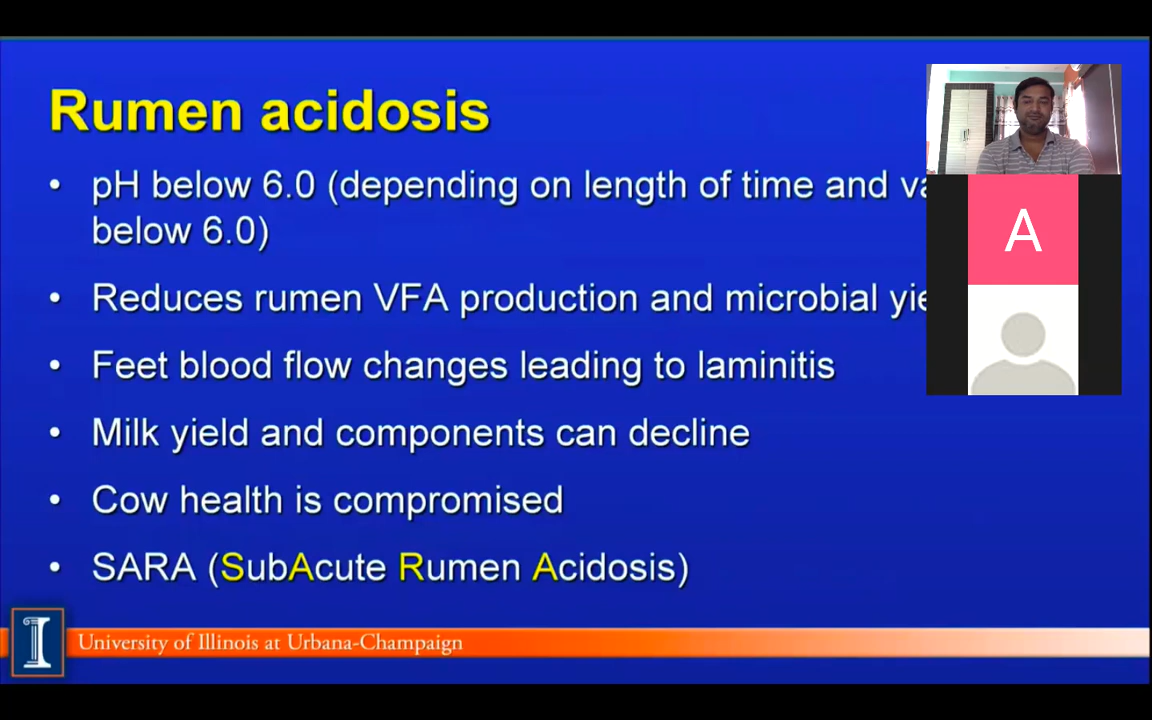 Rumen acidosis
• pH below 6.0 (depending on length of time and
below 6.0)
• Reduces rumen VFA production and microbial
• Feet blood flow changes leading to laminitis
• Milk yield and components can decline
• Cow health is compromised
• SARA (SubAcute Rumen Acidosis)
A
I
University of Illinois at Urbana-Champaign